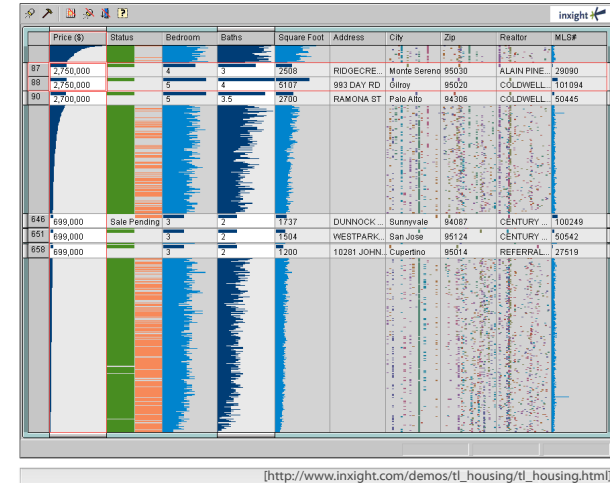 inxight
Price ($) Status Bedroom Baths Square Foot Address City Zip Realtor MLS#
87 2,750,000 4 3 2508 RIDGECRE... Monte Sereno 95030 ALAIN PINE... 29090
88 2,750,000 5 4 5107 993 DAY RD Gilroy 95020 COLDWELL... 101094
90 2,700,000 5 3.5 2700 RAMONA ST Palo Alto 94306 COLDWELL... 50445
646 699,000 Sale Pending 3 2 1737 DUNNOCK ... Sunnyvale 94087 CENTURY ... 100249
651 699,000 3 2 1504 WESTPARK... San Jose 95124 CENTURY ... 50542
658 699,000 3 2 1200 10281 JOHN... Cupertino 95014 REFERRAL... 27519
[http://www.inxight.com/demos/tl_housing/tl_housing.html]